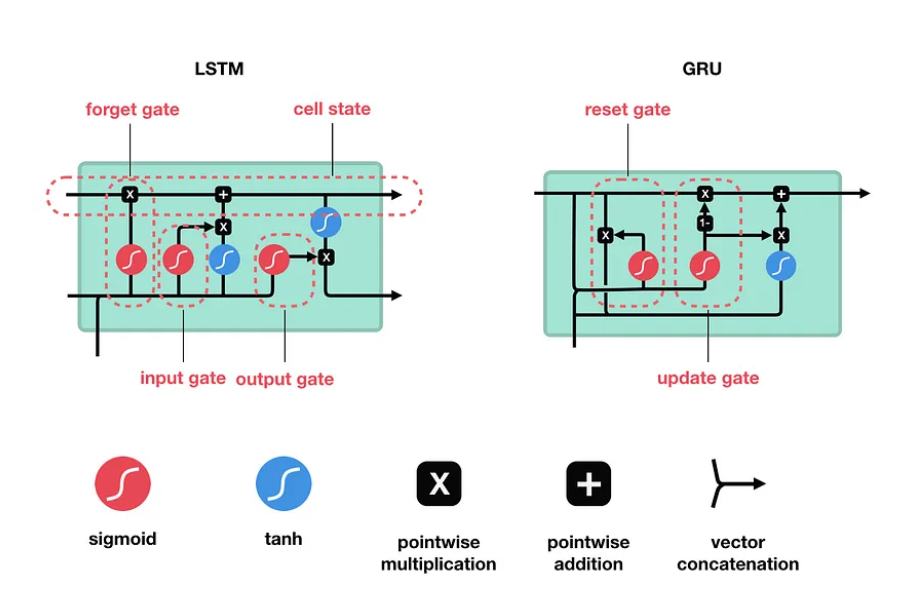 LSTM
GRU
forget gate
cell state
reset gate
x
+
x
+
x
1-
x
x
x
input gate
output gate
update gate
X
+
sigmoid
tanh
pointwise
multiplication
pointwise
addition
vector
concatenation